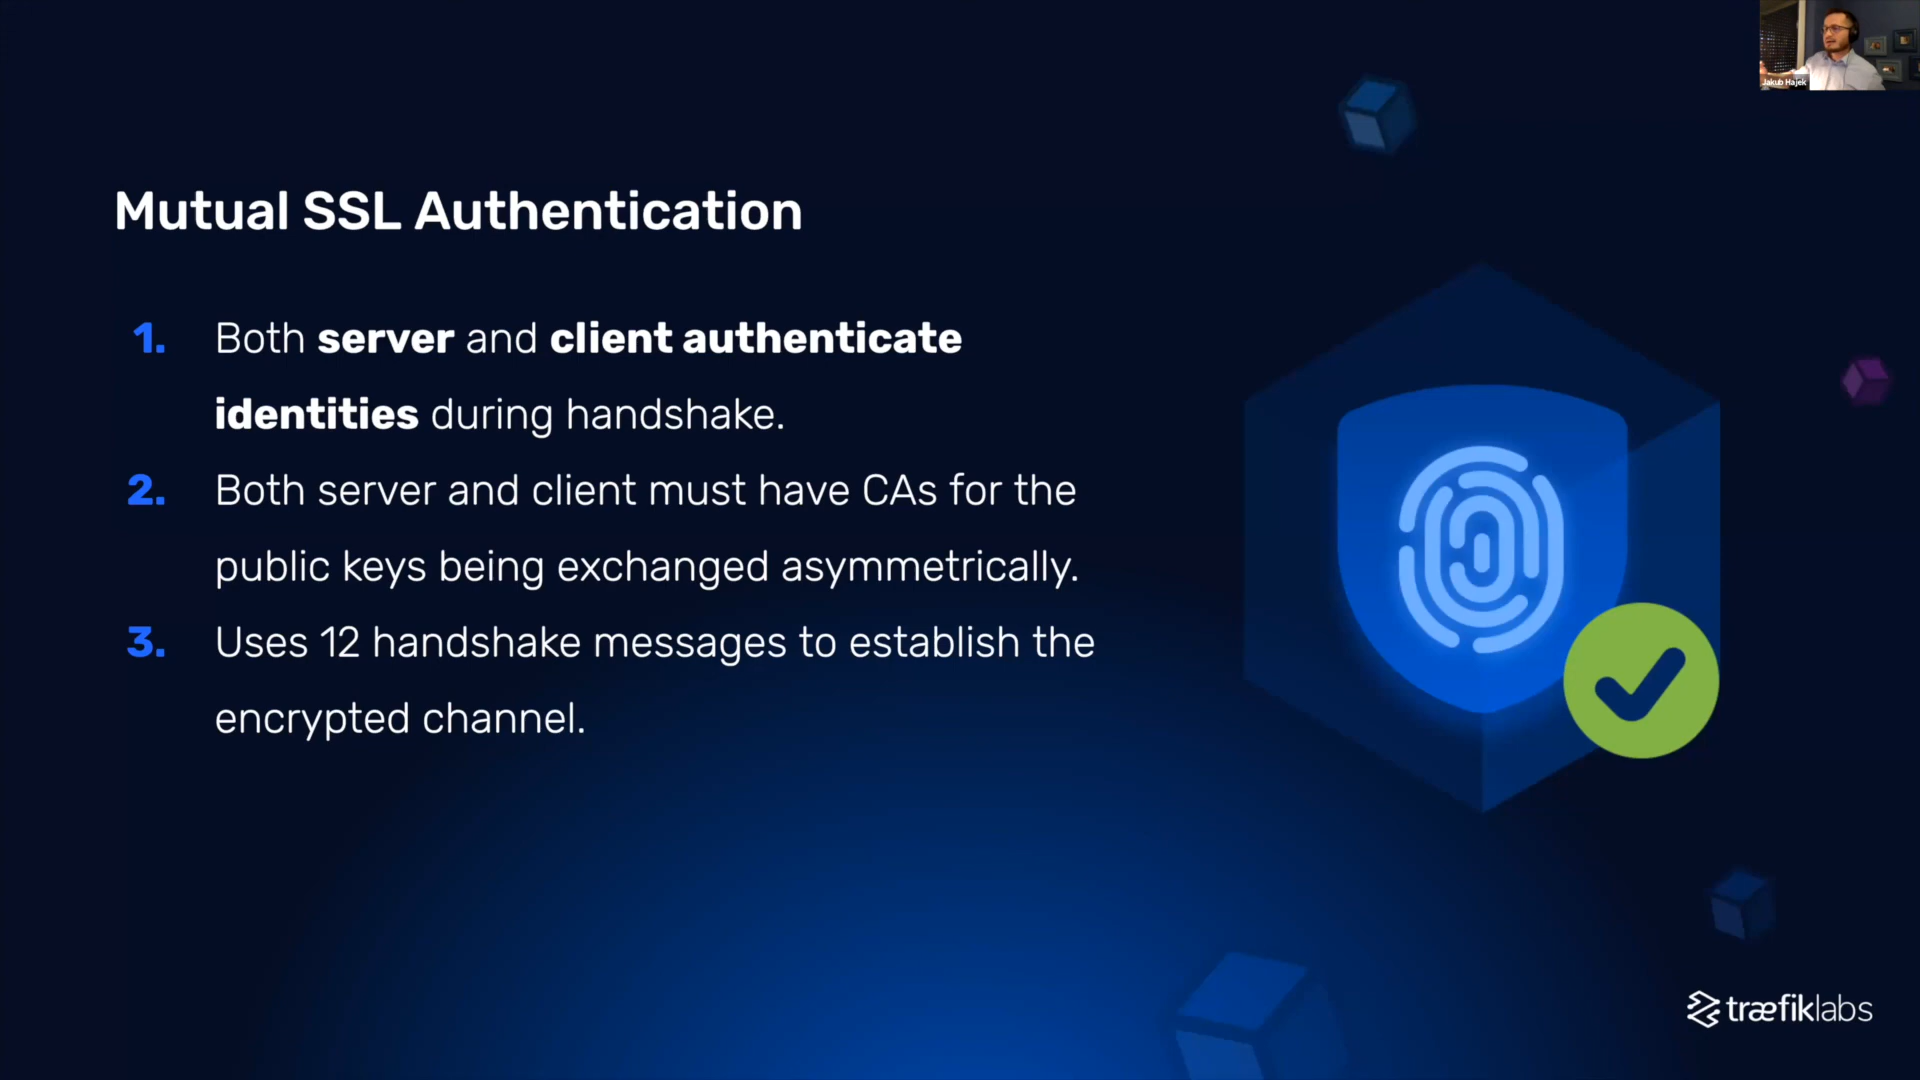 Jakub Hajek
Mutual SSL Authentication
1. Both server and client authenticate
identities during handshake.
2. Both server and client must have CAs for the
public keys being exchanged asymmetrically.
3. Uses 12 handshake messages to establish the
encrypted channel.
træfiklabs